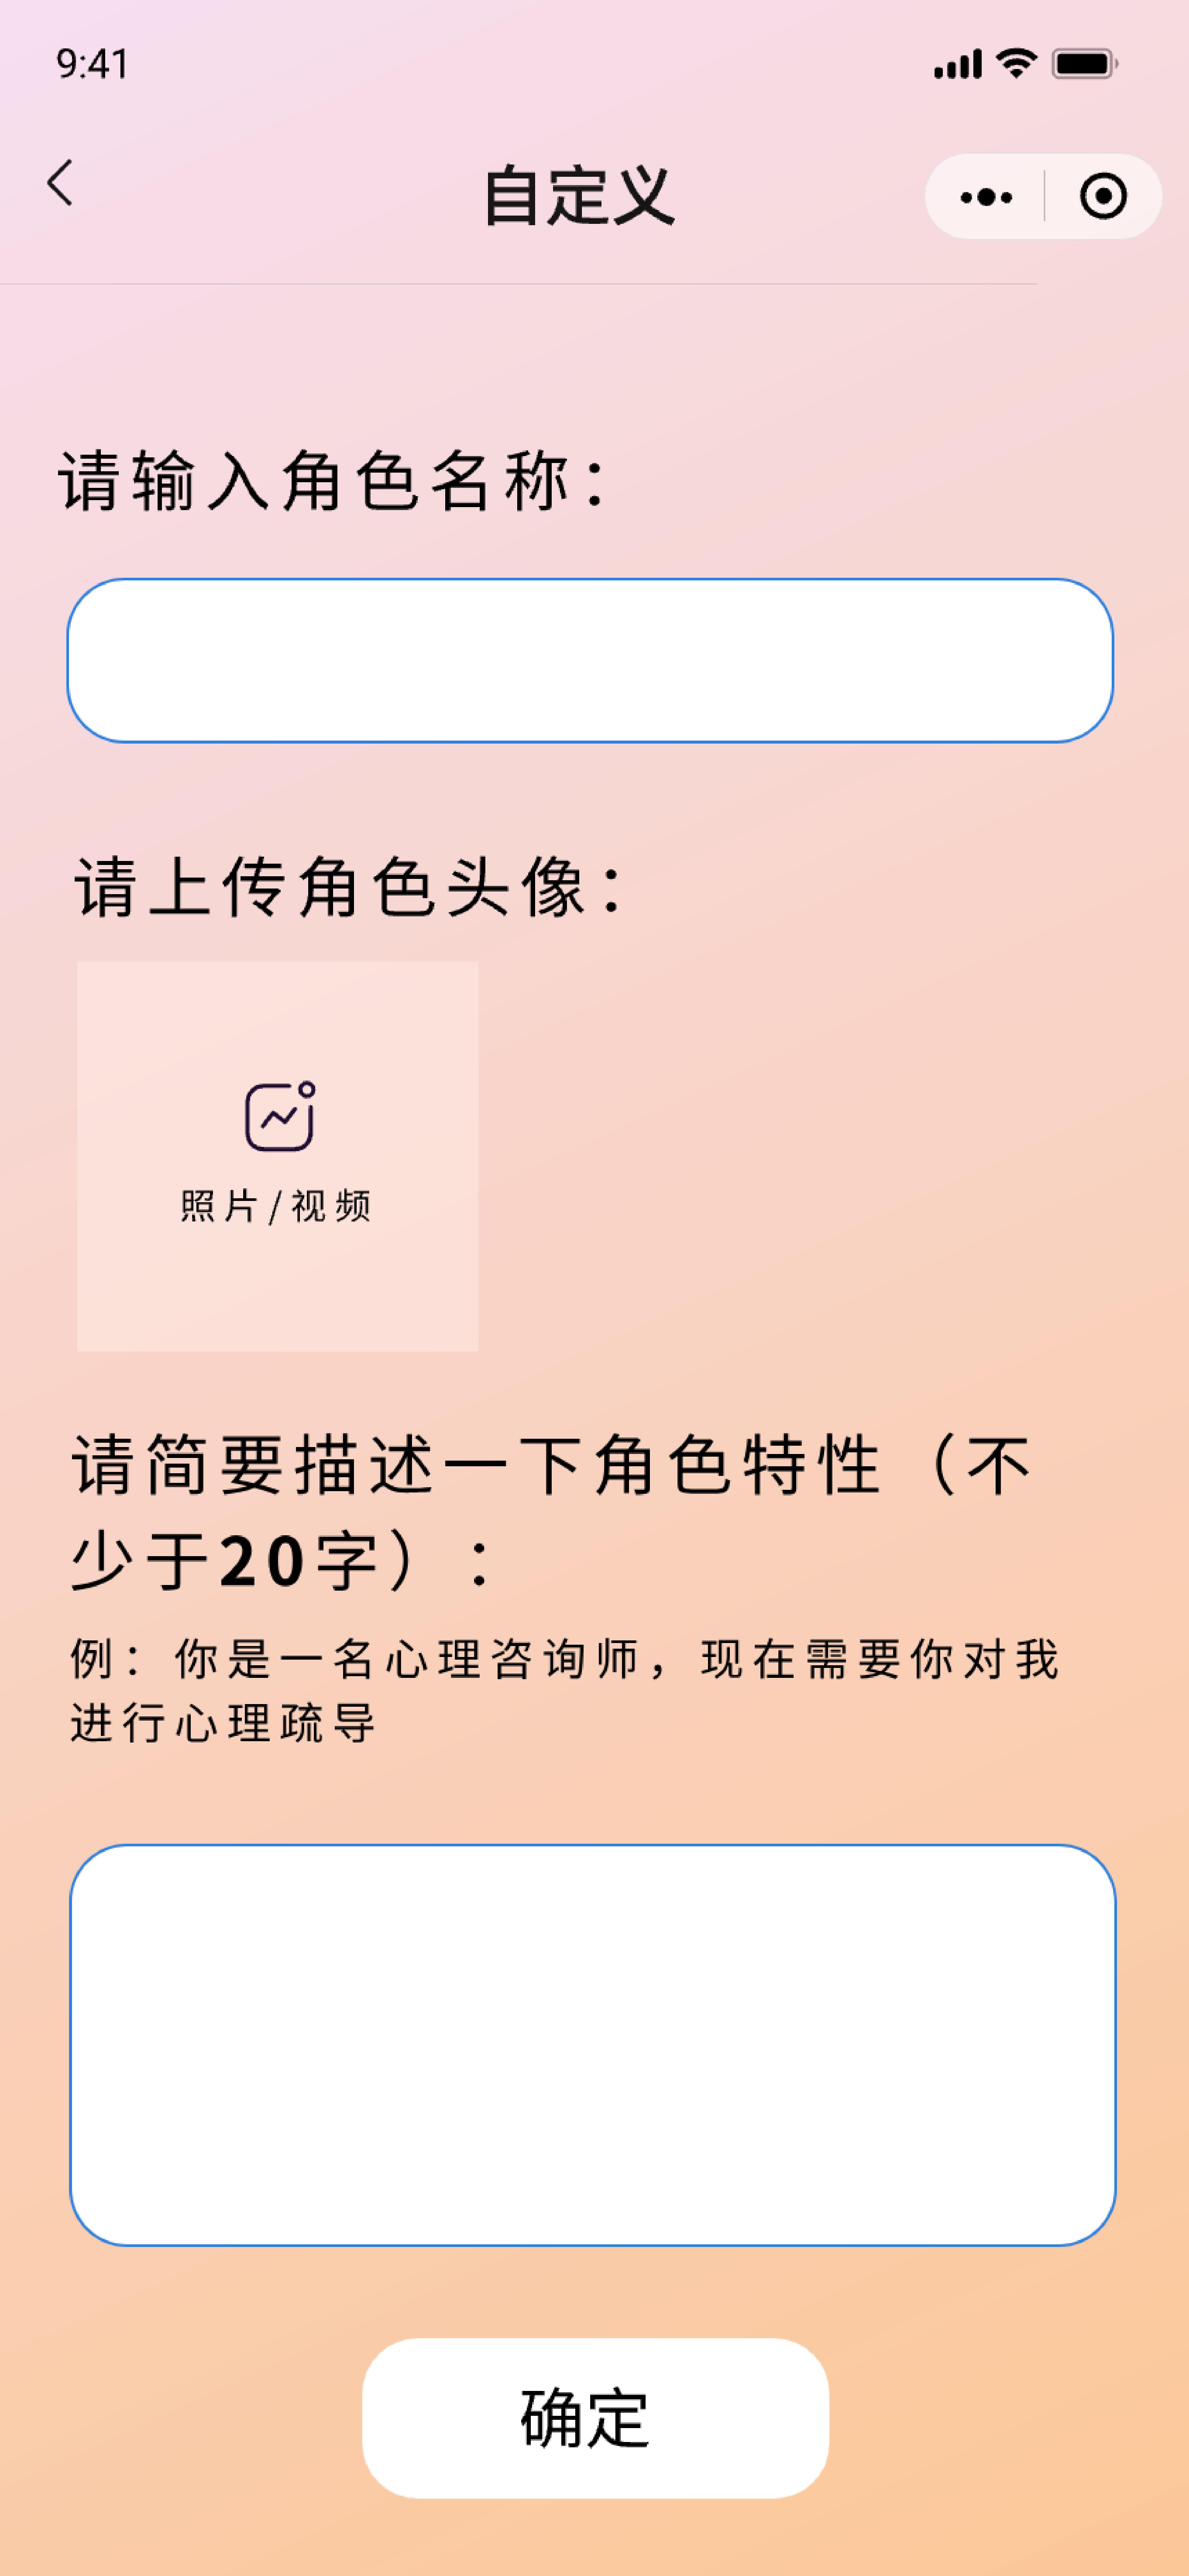 9:41
自定义
请输入角色名称：
请上传角色头像：
照片/视频
请简要描述一下角色特性（不
少于20字）：
例：你是一名心理咨询师，现在需要你对我
进行心理疏导
确定